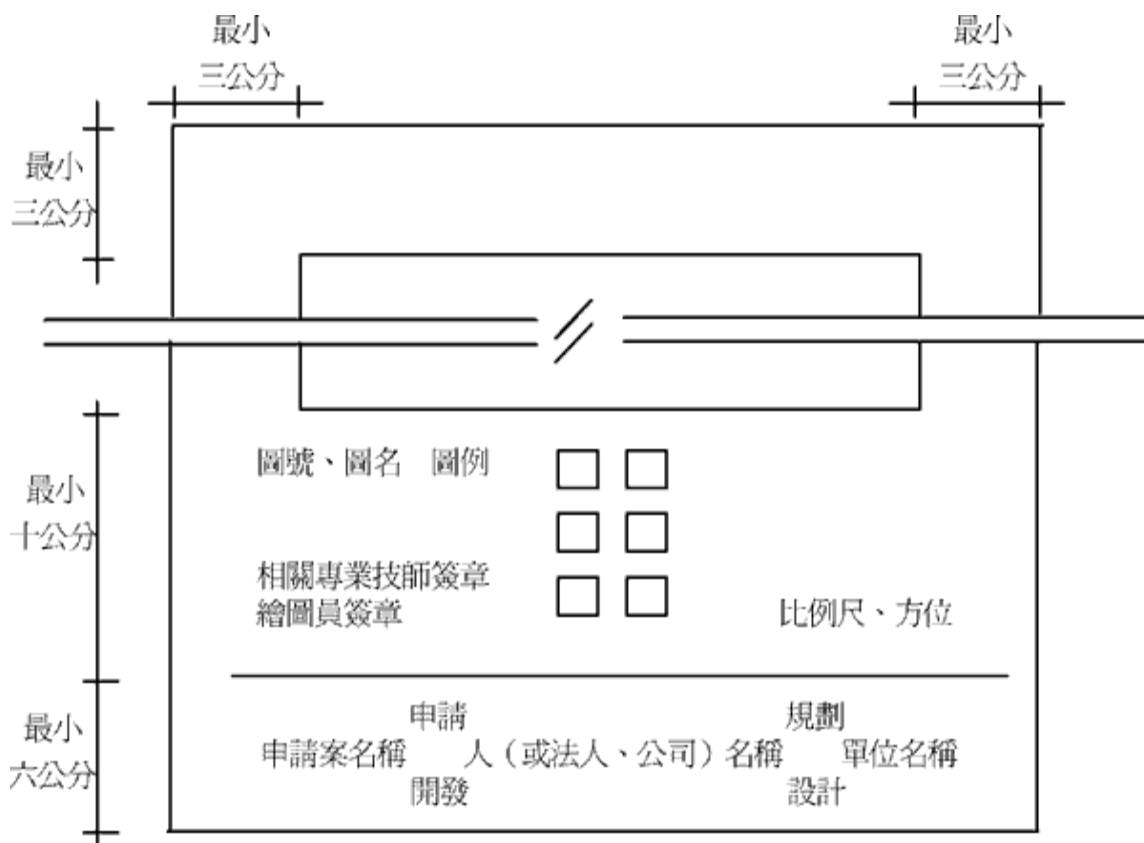 最小
三公分
最小
三公分
最小
三公分
最小
十公分
圖號、圖名 圖例
相關專業技師簽章
繪圖員簽章
比例尺、方位
最小
六公分
申請 規劃
申請案名稱 人（或法人、公司）名稱 單位名稱
開發 設計